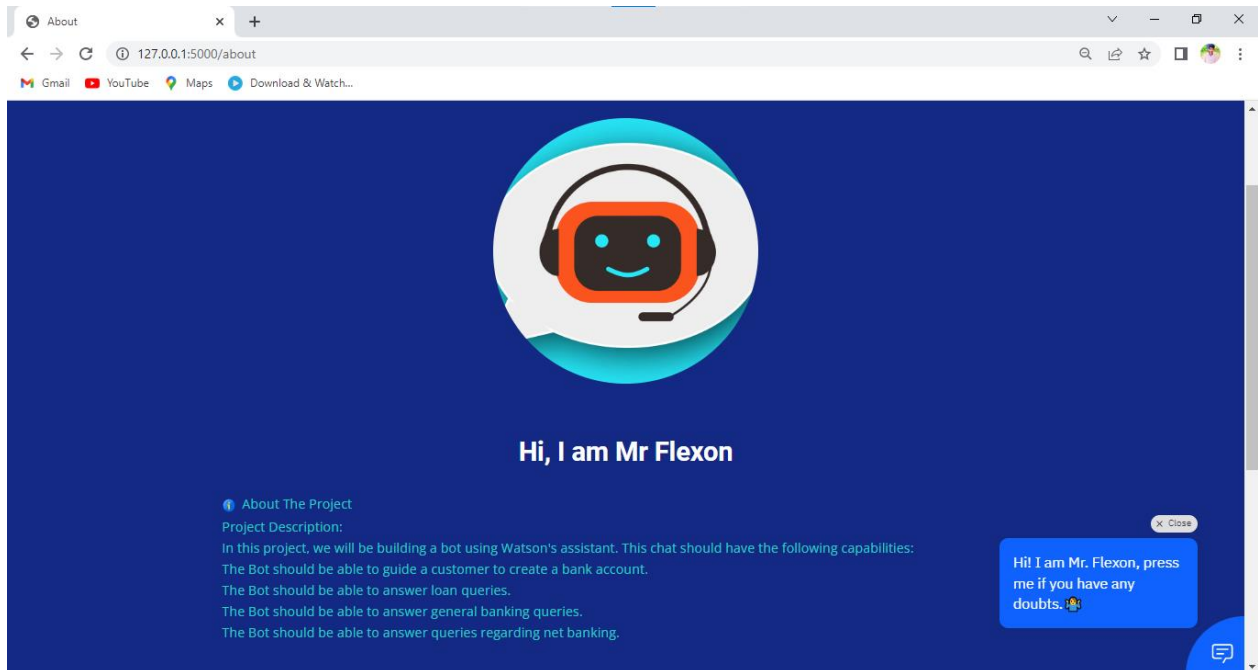 About
127.0.0.1:5000/about
Gmail YouTube Maps Download & Watch...
Hi, I am Mr Flexon
About The Project
Project Description:
In this project, we will be building a bot using Watson's assistant. This chat should have the following capabilities:
The Bot should be able to guide a customer to create a bank account.
The Bot should be able to answer loan queries.
The Bot should be able to answer general banking queries.
The Bot should be able to answer queries regarding net banking.
Close
Hi! I am Mr. Flexon, press
me if you have any
doubts.